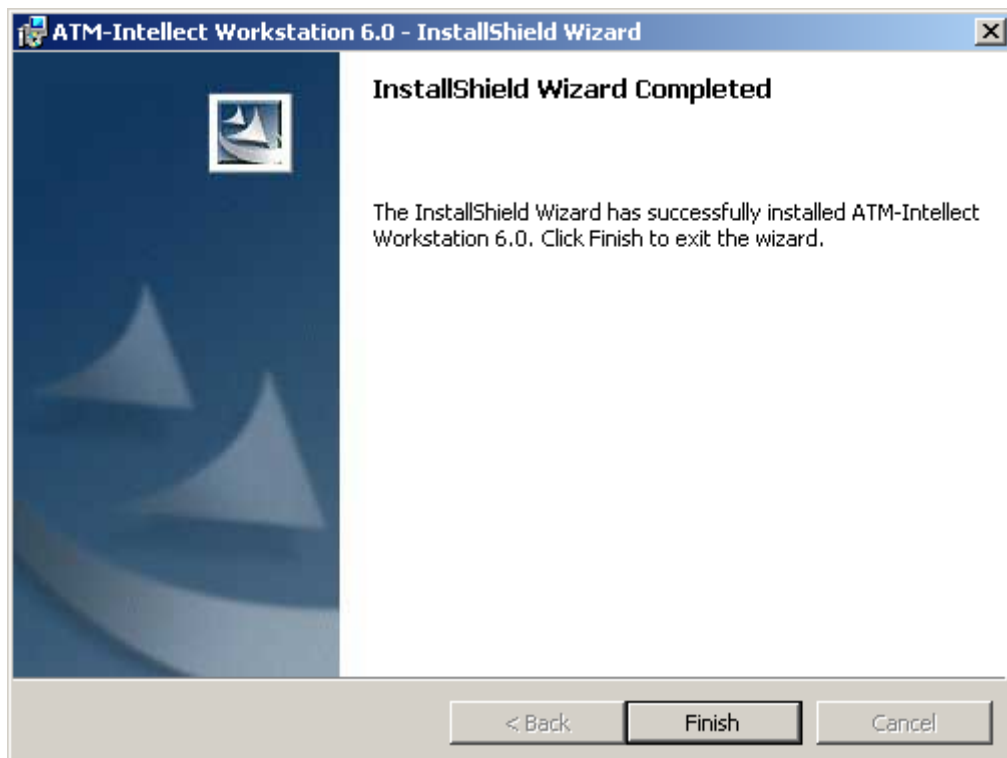 ATM-Intellect Workstation 6.0 - InstallShield Wizard
InstallShield Wizard Completed
The InstallShield Wizard has successfully installed ATM-Intellect
Workstation 6.0. Click Finish to exit the wizard.
< Back Finish Cancel